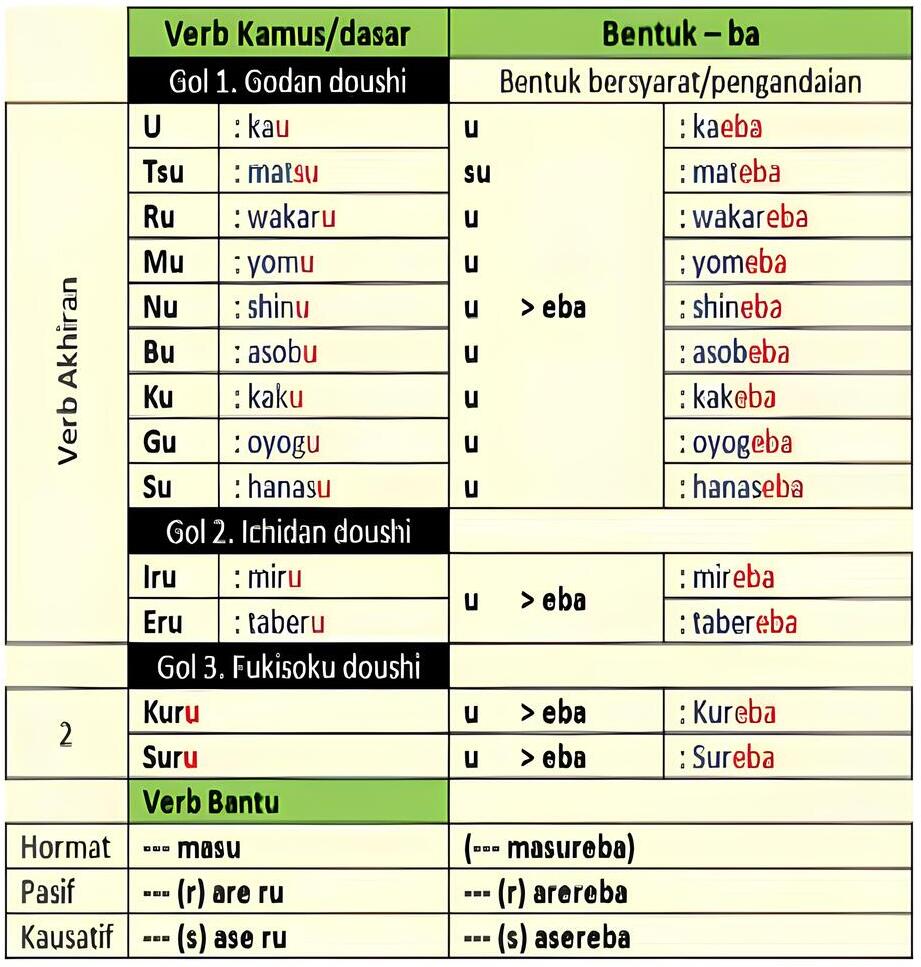 Verb Kamus/dasar Bentuk – ba
Gol 1. Godan doushi Bentuk bersyarat/pengandaian
Verb Akhiran
U : kau u : kaeba
Tsu : matsu su : mateba
Ru : wakaru u : wakareba
Mu : yomu u : yomeba
Nu : shinu u > eba : shineba
Bu : asobu u : asobeba
Ku : kaku u : kakeba
Gu : oyogu u : oyogeba
Su : hanasu u : hanaseba
Gol 2. Ichidan doushi
Iru : miru u > eba : mireba
Eru : taberu : tabereba
Gol 3. Fukisoku doushi
2
Kuru u > eba : Kureba
Suru u > eba : Sureba
Verb Bantu
Hormat --- masu (--- masureba)
Pasif --- (r) are ru --- (r) arereba
Kausatif --- (s) ase ru --- (s) asereba